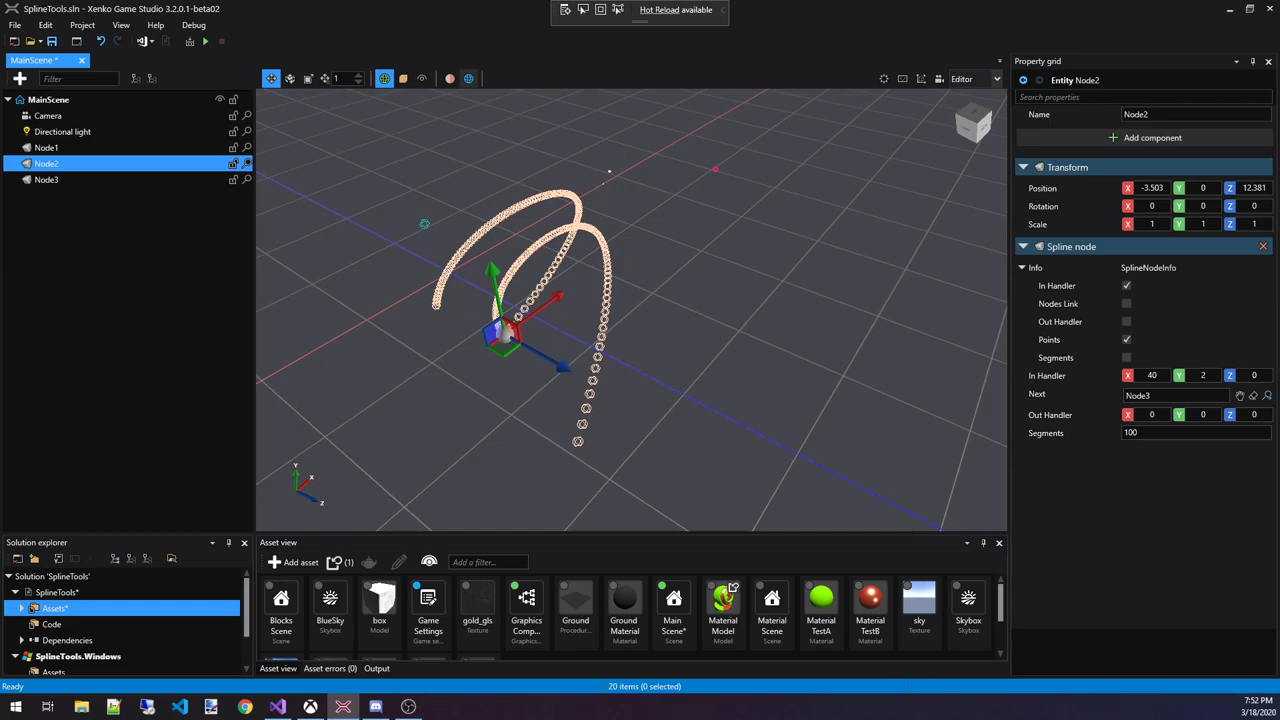 SplineTools.sln - Xenko Game Studio 3.2.0.1-beta02
Hot Reload available
File Edit Project View Help Debug
MainScene *
Filter
MainScene
Camera
Directional light
Node1
Node2
Node3
1
Editor
Y
X
Z
Property grid
Entity Node2
Search properties
Name Node2
Add component
Transform
Position X -3.503 Y 0 Z 12.381
Rotation X 0 Y 0 Z 0
Scale X 1 Y 1 Z 1
Spline node
Info SplineNodeInfo
In Handler
Nodes Link
Out Handler
Points
Segments
In Handler X 40 Y 2 Z 0
Next Node3
Out Handler X 0 Y 0 Z 0
Segments 100
Solution explorer
Solution 'SplineTools'
SplineTools*
Assets*
Code
Dependencies
SplineTools.Windows
Assets
Asset view
Add asset (1) Add a filter...
Blocks Scene
Scene
BlueSky
Skybox
box
Model
Game Settings
Game se...
gold_gls
Texture
Graphics Comp...
Graphics...
Ground
Procedur...
Ground Material
Material
Main Scene*
Scene
Material Model
Model
Material Scene
Scene
Material TestA
Material
Material TestB
Material
sky
Texture
Skybox
Skybox
Asset view Asset errors (0) Output
Ready
20 items (0 selected)
7:52 PM
3/18/2020